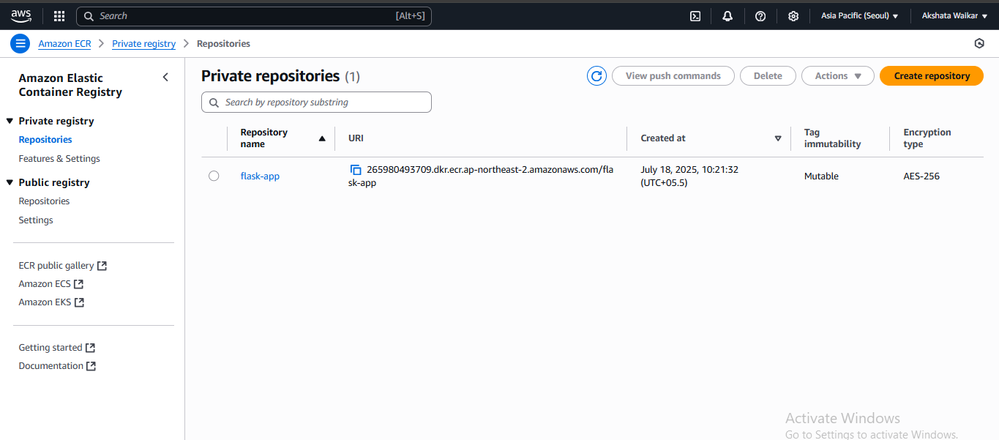 aws
Search
[Alt+S]
Asia Pacific (Seoul)
Akshata Waikar
Amazon ECR
Private registry
Repositories
Amazon Elastic
Container Registry
Private registry
Repositories
Features & Settings
Public registry
Repositories
Settings
ECR public gallery
Amazon ECS
Amazon EKS
Getting started
Documentation
Private repositories (1)
View push commands
Delete
Actions
Create repository
Search by repository substring
Repository
name
URI
Created at
Tag
immutability
Encryption
type
flask-app
265980493709.dkr.ecr.ap-northeast-2.amazonaws.com/fla
sk-app
July 18, 2025, 10:21:32
(UTC+05.5)
Mutable
AES-256
Activate Windows
Go to Settings to activate Windows.